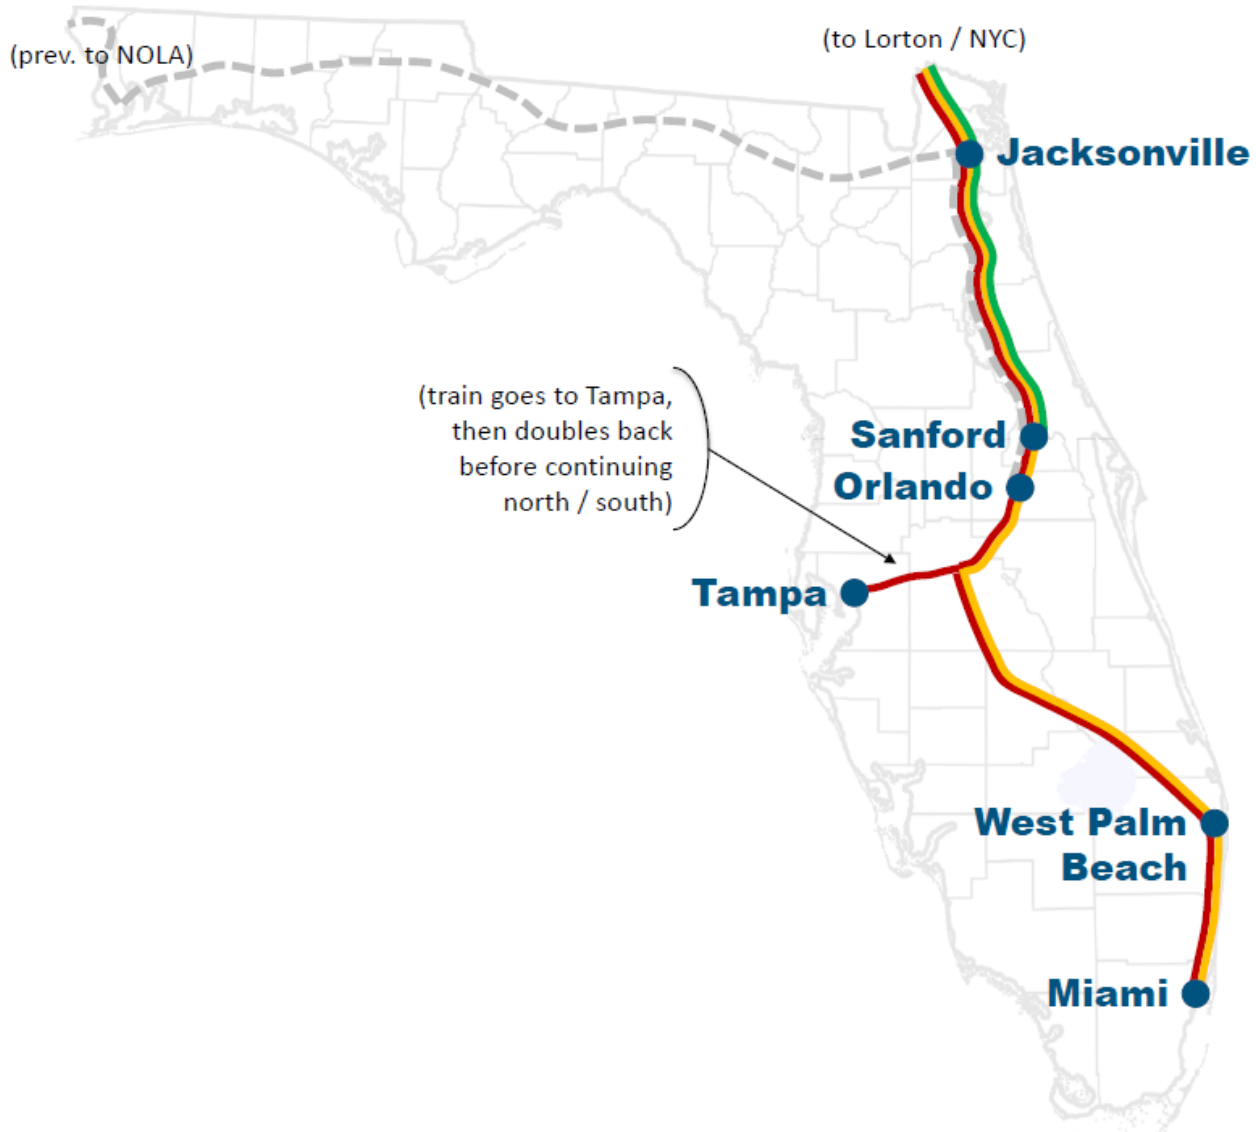 (to Lorton / NYC)
(prev. to NOLA)
Jacksonville
(train goes to Tampa,
then doubles back
before continuing
north / south)
Sanford
Orlando
Tampa
West Palm
Beach
Miami